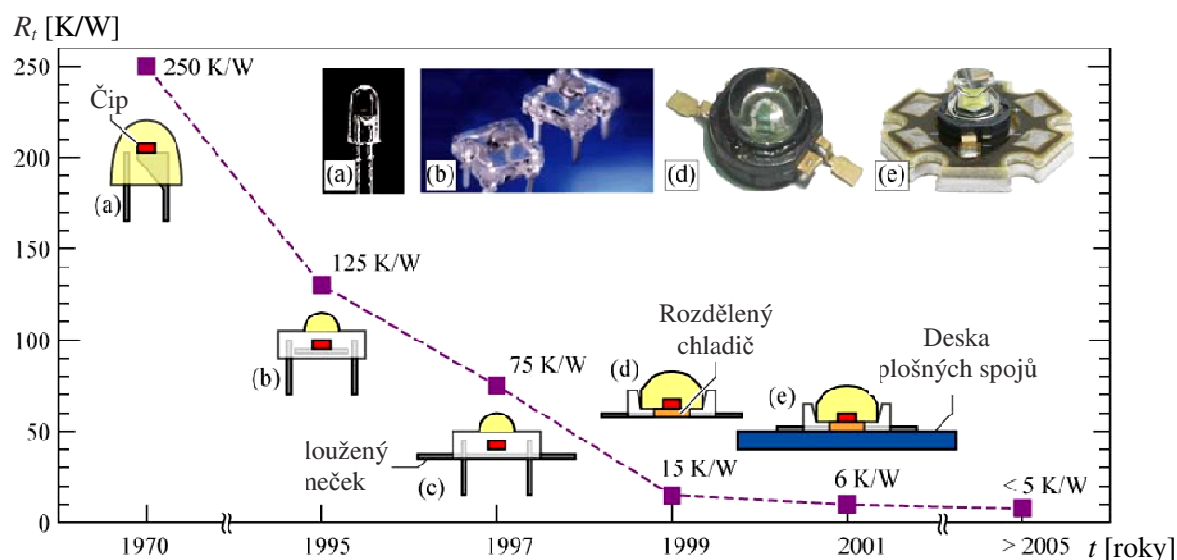 R_t [K/W]
250
200
150
100
50
0
250 K/W
Čip
(a)
(a)
(b)
(d)
(e)
125 K/W
(b)
75 K/W
loužený
neček
(c)
Rozdělený
chladič
(d)
15 K/W
Deska
plošných spojů
(e)
6 K/W
< 5 K/W
1970
1995
1997
1999
2001
> 2005
t [roky]